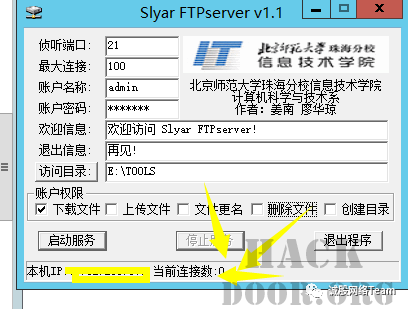 Slyar FTPserver v1.1
侦听端口: 21
最大连接: 100
账户名称: admin
账户密码: *******
IT 北京师范大学珠海分校
信息技术学院
北京师范大学珠海分校信息技术学院
计算机科学与技术系
作者: 姜南 廖华琼
欢迎信息: 欢迎访问 Slyar FTPserver!
退出信息: 再见!
访问目录: E:\TOOLS
账户权限
下载文件 上传文件 文件更名 删除文件 创建目录
启动服务 停止服务 退出程序
本机IP: 当前连接数:0
HACK
DOOR.ORG
诚殷网络Team